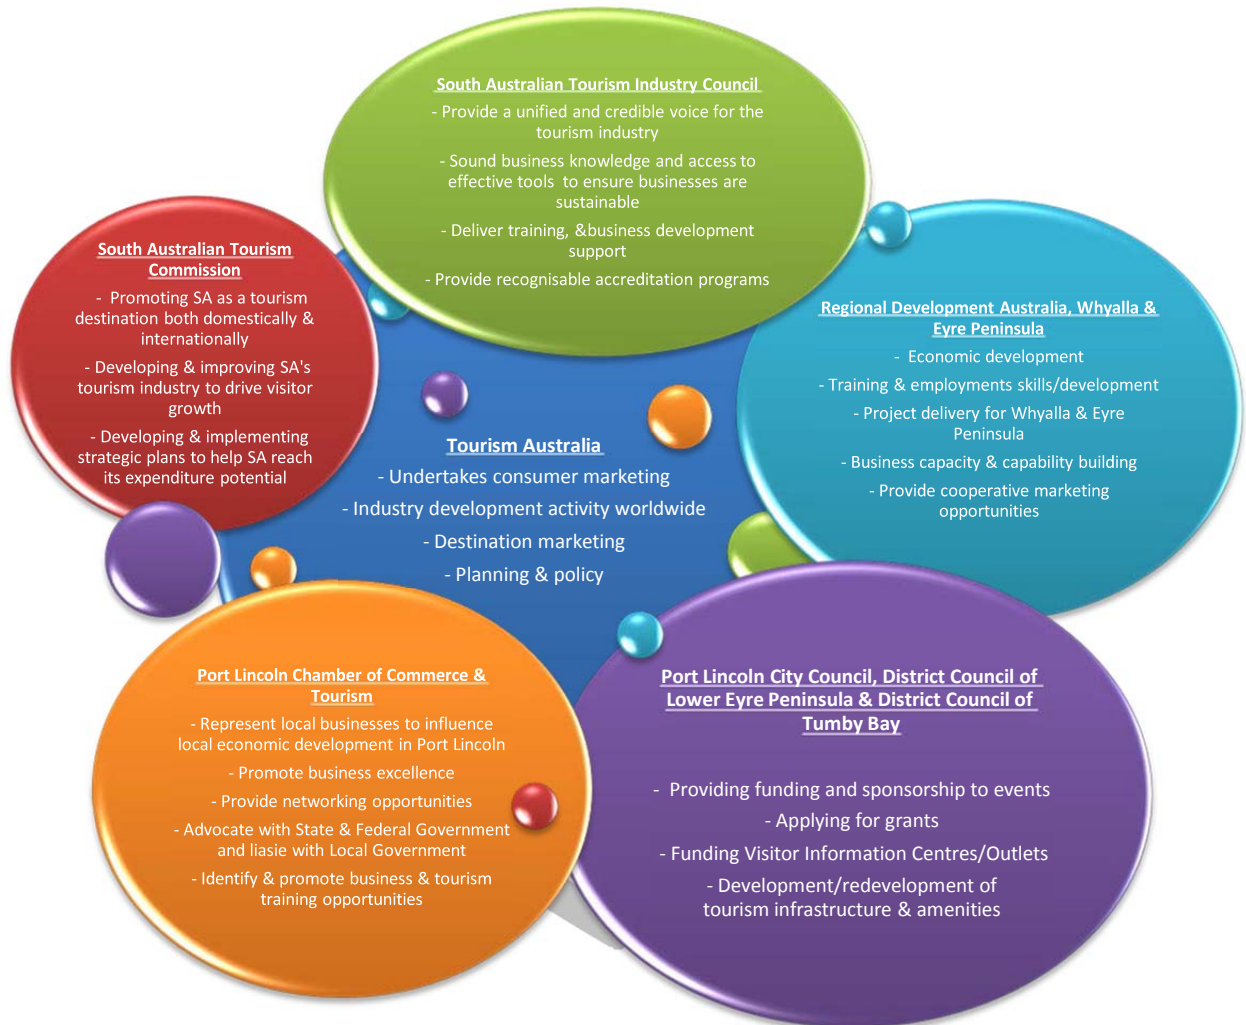 South Australian Tourism Industry Council
- Provide a unified and credible voice for the
tourism industry
- Sound business knowledge and access to
effective tools to ensure businesses are
sustainable
- Deliver training, &business development
support
- Provide recognisable accreditation programs
South Australian Tourism
Commission
- Promoting SA as a tourism
destination both domestically &
internationally
- Developing & improving SA's
tourism industry to drive visitor
growth
- Developing & implementing
strategic plans to help SA reach
its expenditure potential
Regional Development Australia, Whyalla &
Eyre Peninsula
- Economic development
- Training & employments skills/development
- Project delivery for Whyalla & Eyre
Peninsula
- Business capacity & capability building
- Provide cooperative marketing
opportunities
Tourism Australia
- Undertakes consumer marketing
- Industry development activity worldwide
- Destination marketing
- Planning & policy
Port Lincoln Chamber of Commerce &
Tourism
- Represent local businesses to influence
local economic development in Port Lincoln
- Promote business excellence
- Provide networking opportunities
- Advocate with State & Federal Government
and liasie with Local Government
- Identify & promote business & tourism
training opportunities
Port Lincoln City Council, District Council of
Lower Eyre Peninsula & District Council of
Tumby Bay
- Providing funding and sponsorship to events
- Applying for grants
- Funding Visitor Information Centres/Outlets
- Development/redevelopment of
tourism infrastructure & amenities